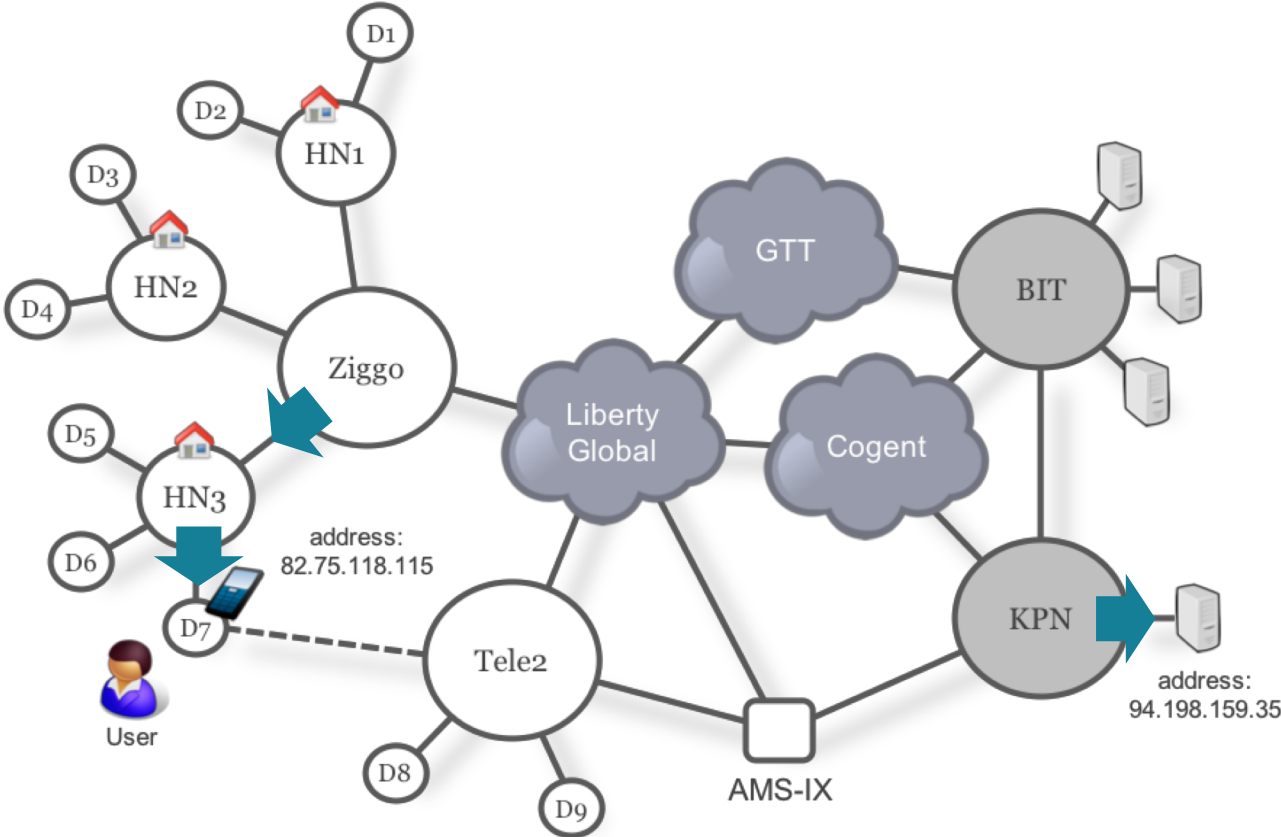 D1
D2
HN1
D3
HN2
D4
GTT
BIT
Ziggo
Liberty
Global
Cogent
D5
HN3
D6
address:
82.75.118.115
D7
User
Tele2
KPN
address:
94.198.159.35
D8
D9
AMS-IX